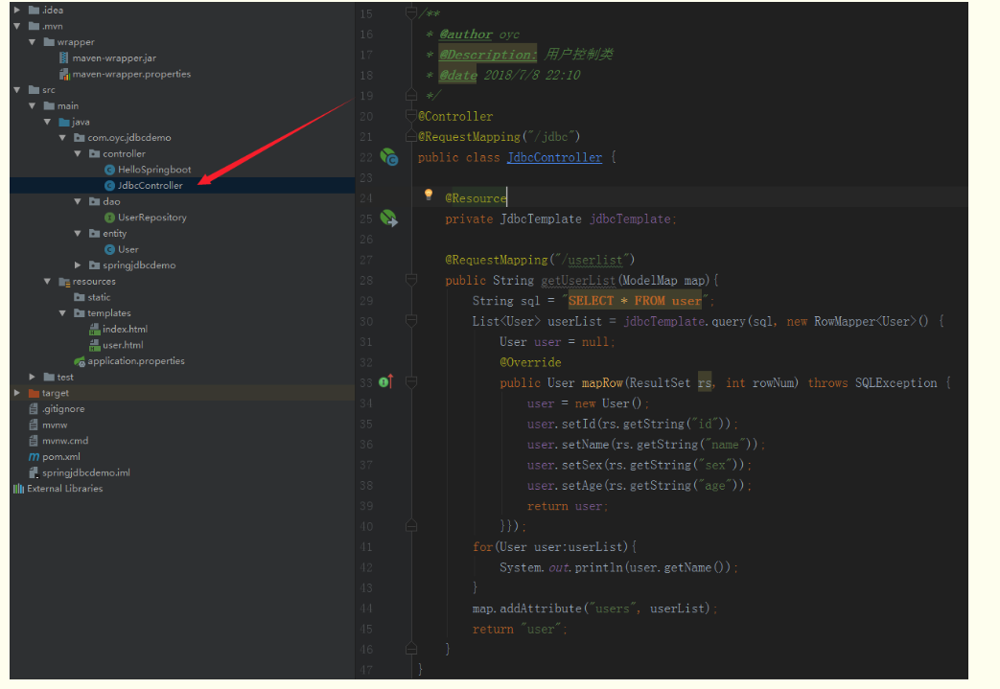 .idea
.mvn
wrapper
maven-wrapper.jar
maven-wrapper.properties
src
main
java
com.oyc.jdbcdemo
controller
HelloSpringboot
JdbcController
dao
UserRepository
entity
User
springjdbcdemo
resources
static
templates
index.html
user.html
application.properties
test
target
.gitignore
mvnw
mvnw.cmd
pom.xml
springjdbcdemo.iml
External Libraries
15 /**
16 * @author oyc
17 * @Description: 用户控制类
18 * @date 2018/7/8 22:10
19 */
20 @Controller
21 @RequestMapping("/jdbc")
22 public class JdbcController {
23
24 @Resource
25 private JdbcTemplate jdbcTemplate;
26
27 @RequestMapping("/userlist")
28 public String getUserList(ModelMap map){
29 String sql = "SELECT * FROM user";
30 List<User> userList = jdbcTemplate.query(sql, new RowMapper<User>() {
31 User user = null;
32 @Override
33 public User mapRow(ResultSet rs, int rowNum) throws SQLException {
34 user = new User();
35 user.setId(rs.getString("id"));
36 user.setName(rs.getString("name"));
37 user.setSex(rs.getString("sex"));
38 user.setAge(rs.getString("age"));
39 return user;
40 }});
41 for(User user:userList){
42 System.out.println(user.getName());
43 }
44 map.addAttribute("users", userList);
45 return "user";
46 }
47 }